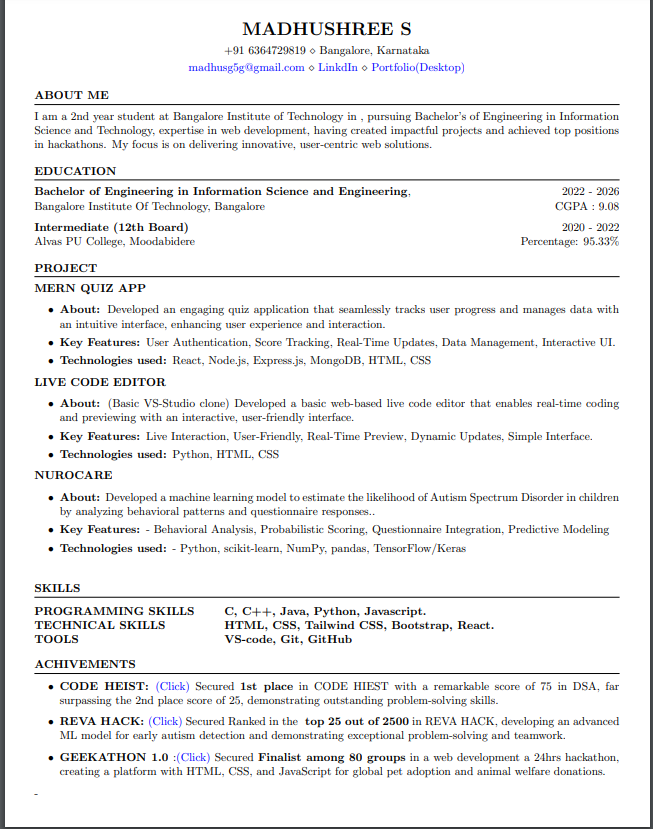 MADHUSHREE S
+91 6364729819 ⋄ Bangalore, Karnataka
madhusg5g@gmail.com ⋄ LinkdIn ⋄ Portfolio(Desktop)
ABOUT ME
I am a 2nd year student at Bangalore Institute of Technology in , pursuing Bachelor's of Engineering in Information
Science and Technology, expertise in web development, having created impactful projects and achieved top positions
in hackathons. My focus is on delivering innovative, user-centric web solutions.
EDUCATION
Bachelor of Engineering in Information Science and Engineering, 2022 - 2026
Bangalore Institute Of Technology, Bangalore CGPA : 9.08
Intermediate (12th Board) 2020 - 2022
Alvas PU College, Moodabidere Percentage: 95.33%
PROJECT
MERN QUIZ APP
• About: Developed an engaging quiz application that seamlessly tracks user progress and manages data with
an intuitive interface, enhancing user experience and interaction.
• Key Features: User Authentication, Score Tracking, Real-Time Updates, Data Management, Interactive UI.
• Technologies used: React, Node.js, Express.js, MongoDB, HTML, CSS
LIVE CODE EDITOR
• About: (Basic VS-Studio clone) Developed a basic web-based live code editor that enables real-time coding
and previewing with an interactive, user-friendly interface.
• Key Features: Live Interaction, User-Friendly, Real-Time Preview, Dynamic Updates, Simple Interface.
• Technologies used: Python, HTML, CSS
NUROCARE
• About: Developed a machine learning model to estimate the likelihood of Autism Spectrum Disorder in children
by analyzing behavioral patterns and questionnaire responses..
• Key Features: - Behavioral Analysis, Probabilistic Scoring, Questionnaire Integration, Predictive Modeling
• Technologies used: - Python, scikit-learn, NumPy, pandas, TensorFlow/Keras
SKILLS
PROGRAMMING SKILLS C, C++, Java, Python, Javascript.
TECHNICAL SKILLS HTML, CSS, Tailwind CSS, Bootstrap, React.
TOOLS VS-code, Git, GitHub
ACHIVEMENTS
• CODE HEIST: (Click) Secured 1st place in CODE HIEST with a remarkable score of 75 in DSA, far
surpassing the 2nd place score of 25, demonstrating outstanding problem-solving skills.
• REVA HACK: (Click) Secured Ranked in the top 25 out of 2500 in REVA HACK, developing an advanced
ML model for early autism detection and demonstrating exceptional problem-solving and teamwork.
• GEEKATHON 1.0 :(Click) Secured Finalist among 80 groups in a web development a 24hrs hackathon,
creating a platform with HTML, CSS, and JavaScript for global pet adoption and animal welfare donations.
-